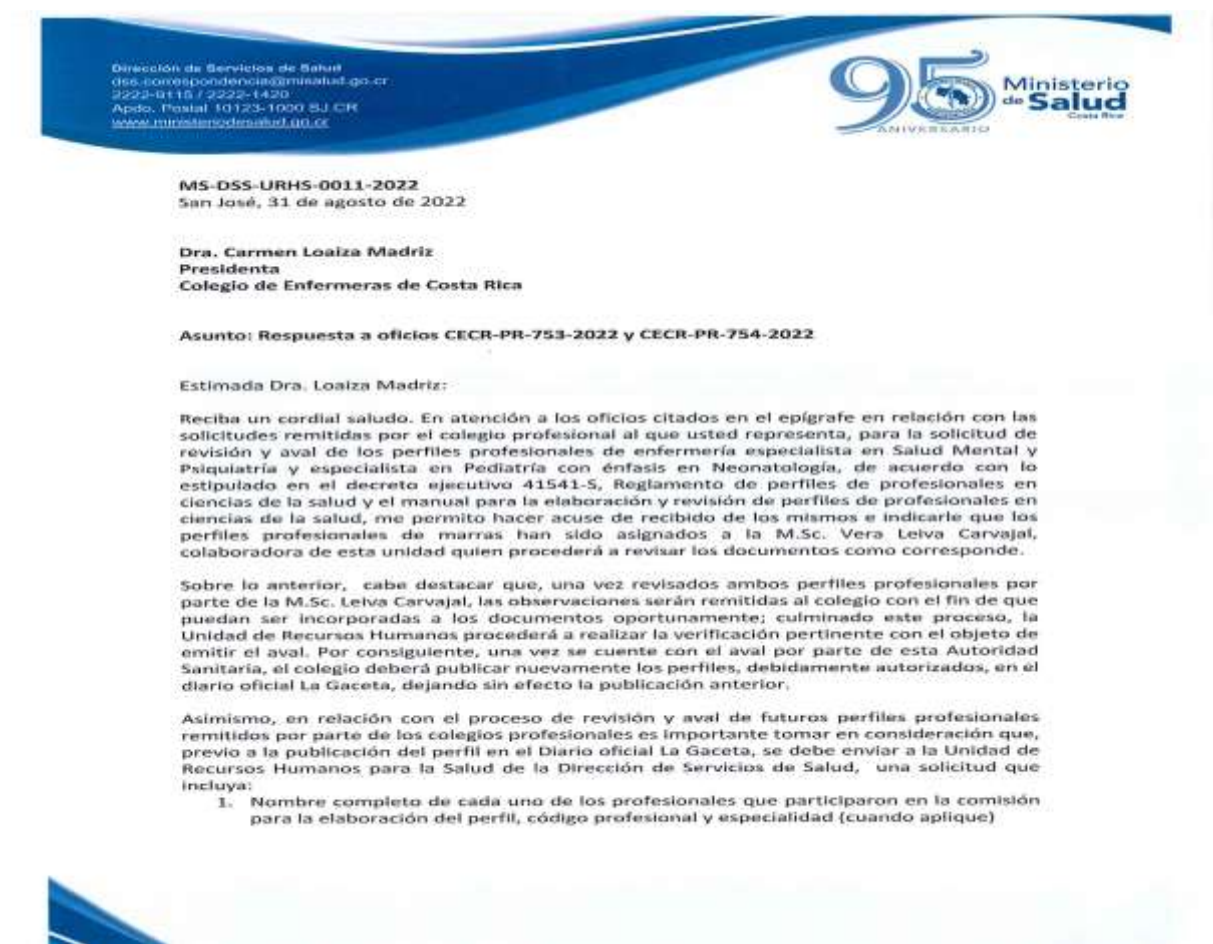 Dirección de Servicios de Salud
dss.correspondencia@misalud.go.cr
2222-9115 / 2222-1420
Apdo. Postal 10123-1000 SJ CR
www.ministeriodesalud.go.cr
95
ANIVERSARIO
Ministerio
de Salud
Costa Rica
MS-DSS-URHS-0011-2022
San José, 31 de agosto de 2022
Dra. Carmen Loaiza Madriz
Presidenta
Colegio de Enfermeras de Costa Rica
Asunto: Respuesta a oficios CECR-PR-753-2022 y CECR-PR-754-2022
Estimada Dra. Loaiza Madriz:
Reciba un cordial saludo. En atención a los oficios citados en el epígrafe en relación con las
solicitudes remitidas por el colegio profesional al que usted representa, para la solicitud de
revisión y aval de los perfiles profesionales de enfermería especialista en Salud Mental y
Psiquiatría y especialista en Pediatría con énfasis en Neonatología, de acuerdo con lo
estipulado en el decreto ejecutivo 41541-S, Reglamento de perfiles de profesionales en
ciencias de la salud y el manual para la elaboración y revisión de perfiles de profesionales en
ciencias de la salud, me permito hacer acuse de recibido de los mismos e indicarle que los
perfiles profesionales de marras han sido asignados a la M.Sc. Vera Leiva Carvajal,
colaboradora de esta unidad quien procederá a revisar los documentos como corresponde.
Sobre lo anterior, cabe destacar que, una vez revisados ambos perfiles profesionales por
parte de la M.Sc. Leiva Carvajal, las observaciones serán remitidas al colegio con el fin de que
puedan ser incorporadas a los documentos oportunamente; culminado este proceso, la
Unidad de Recursos Humanos procederá a realizar la verificación pertinente con el objeto de
emitir el aval. Por consiguiente, una vez se cuente con el aval por parte de esta Autoridad
Sanitaria, el colegio deberá publicar nuevamente los perfiles, debidamente autorizados, en el
diario oficial La Gaceta, dejando sin efecto la publicación anterior.
Asimismo, en relación con el proceso de revisión y aval de futuros perfiles profesionales
remitidos por parte de los colegios profesionales es importante tomar en consideración que,
previo a la publicación del perfil en el Diario oficial La Gaceta, se debe enviar a la Unidad de
Recursos Humanos para la Salud de la Dirección de Servicios de Salud, una solicitud que
incluya:
1. Nombre completo de cada uno de los profesionales que participaron en la comisión
para la elaboración del perfil, código profesional y especialidad (cuando aplique)